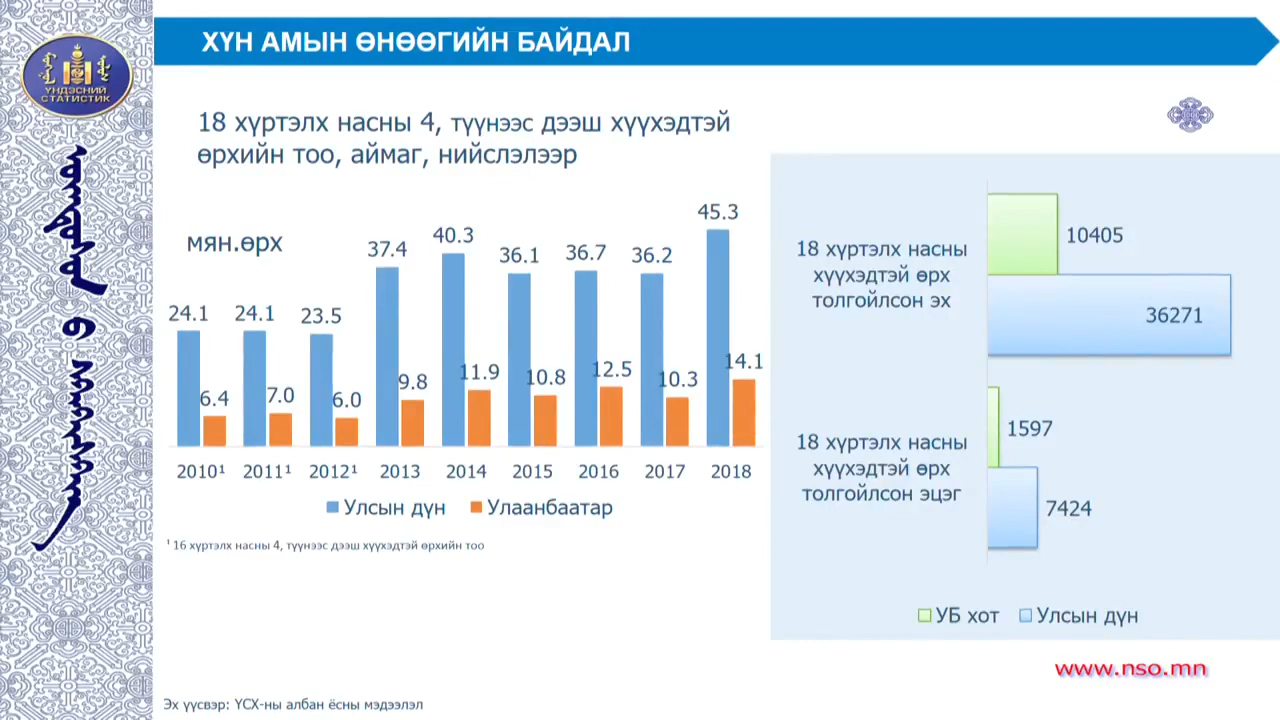 ХҮН АМЫН ӨНӨӨГИЙН БАЙДАЛ
ҮНДЭСНИЙ
СТАТИСТИК
18 хүртэлх насны 4, түүнээс дээш хүүхэдтэй
өрхийн тоо, аймаг, нийслэлээр
мян.өрх
24.1 24.1 23.5 37.4 40.3 36.1 36.7 36.2 45.3
6.4 7.0 6.0 9.8 11.9 10.8 12.5 10.3 14.1
2010¹ 2011¹ 2012¹ 2013 2014 2015 2016 2017 2018
Улсын дүн Улаанбаатар
¹ 16 хүртэлх насны 4, түүнээс дээш хүүхэдтэй өрхийн тоо
18 хүртэлх насны
хүүхэдтэй өрх
толгойлсон эх
10405
36271
18 хүртэлх насны
хүүхэдтэй өрх
толгойлсон эцэг
1597
7424
УБ хот Улсын дүн
www.nso.mn
Эх үүсвэр: ҮСХ-ны албан ёсны мэдээлэл